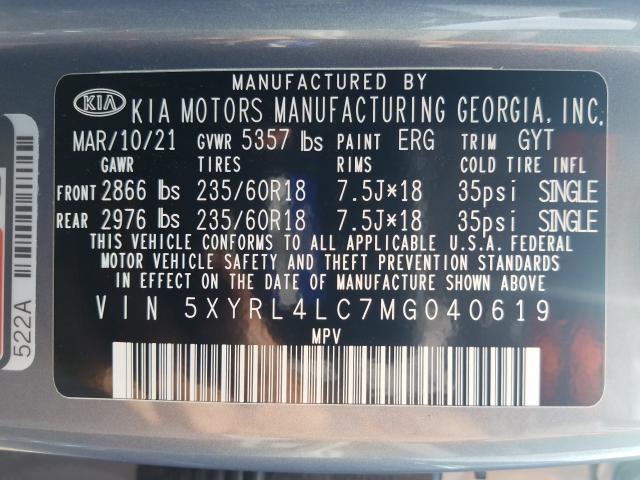 MANUFACTURED BY
KIA KIA MOTORS MANUFACTURING GEORGIA, INC.
MAR/10/21 GVWR 5357 lbs PAINT ERG TRIM GYT
GAWR TIRES RIMS COLD TIRE INFL
FRONT 2866 lbs 235/60R18 7.5J×18 35psi SINGLE
REAR 2976 lbs 235/60R18 7.5J×18 35psi SINGLE
THIS VEHICLE CONFORMS TO ALL APPLICABLE U.S.A. FEDERAL
MOTOR VEHICLE SAFETY AND THEFT PREVENTION STANDARDS
IN EFFECT ON THE DATE OF MANUFACTURE SHOWN ABOVE
VIN 5XYRL4LC7MG040619
MPV
522A